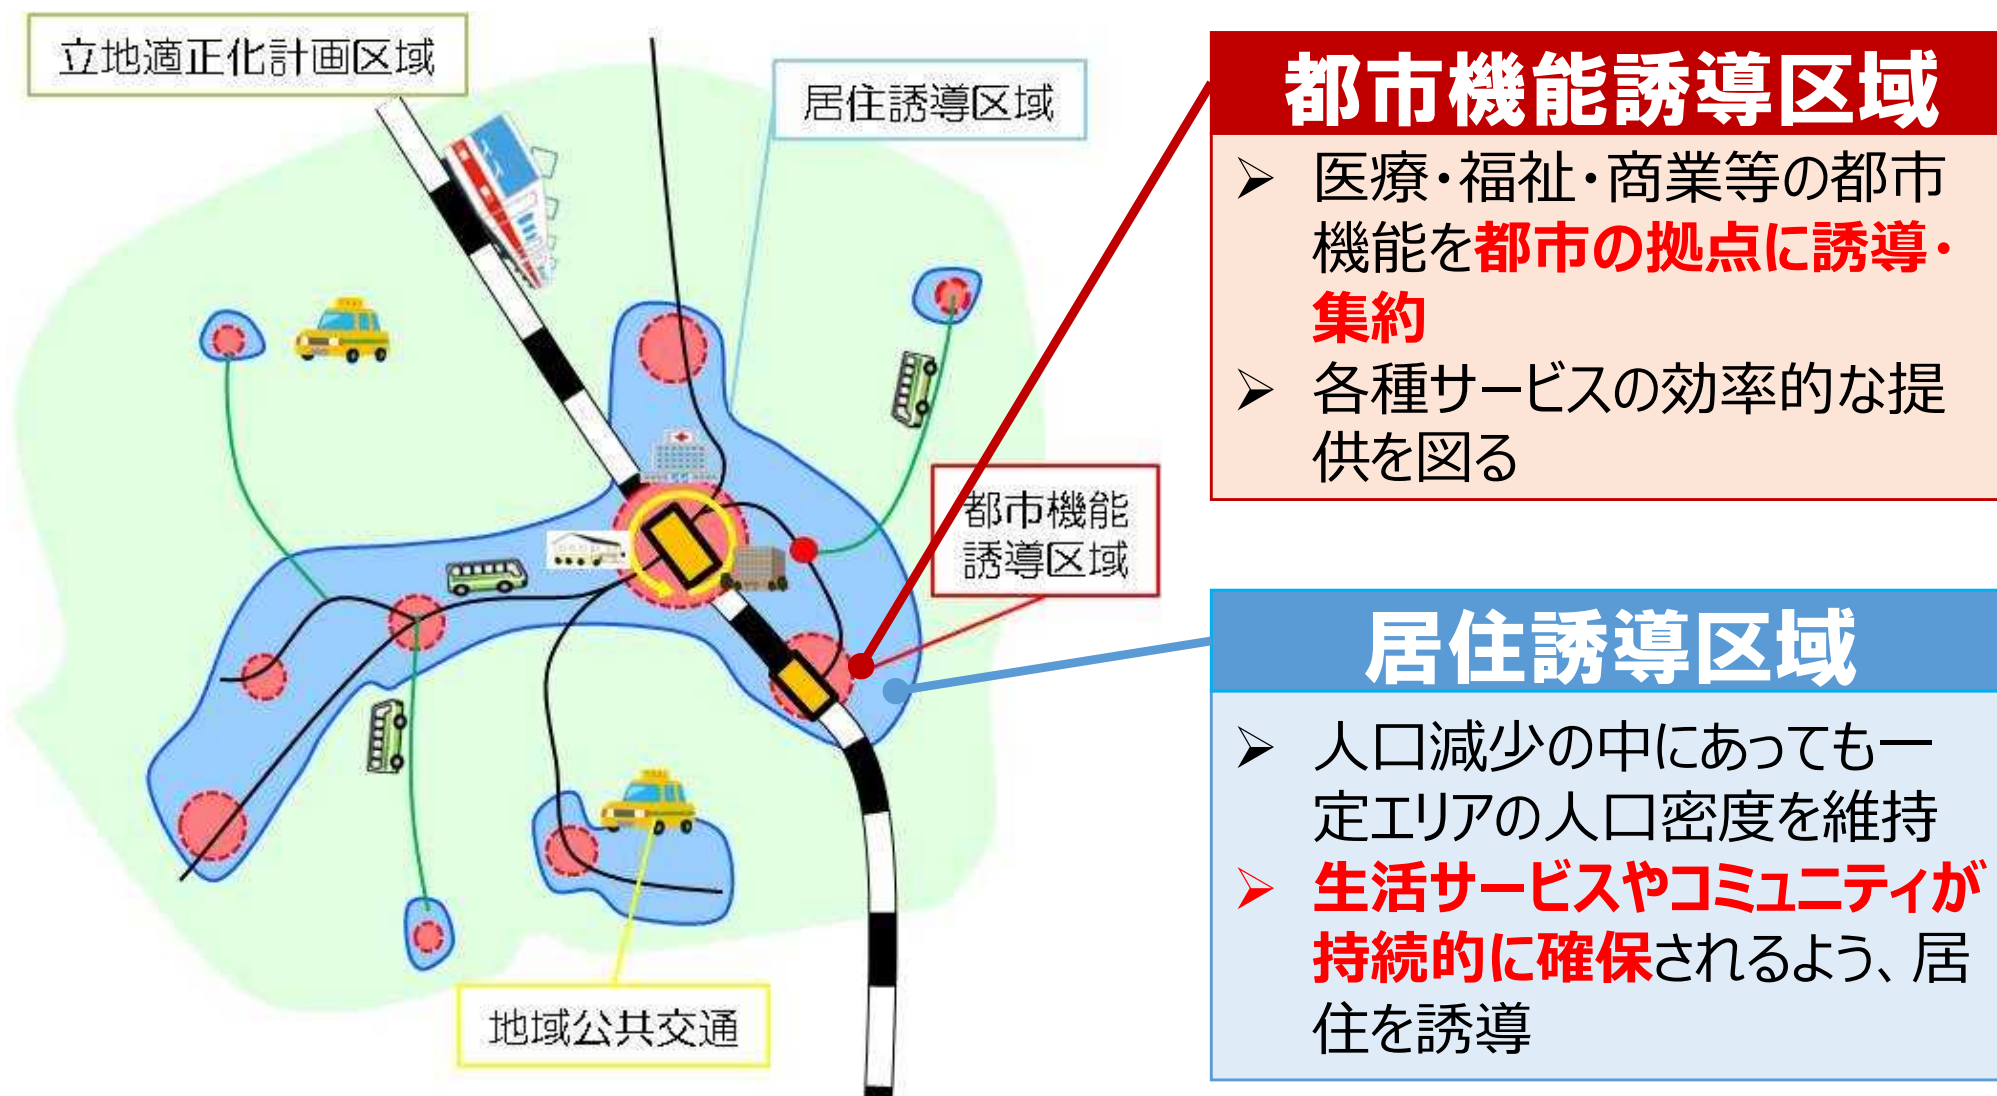 立地適正化計画区域
居住誘導区域
都市機能
誘導区域
地域公共交通
都市機能誘導区域
➢ 医療・福祉・商業等の都市
機能を都市の拠点に誘導・
集約
➢ 各種サービスの効率的な提
供を図る
居住誘導区域
➢ 人口減少の中にあっても一
定エリアの人口密度を維持
➢ 生活サービスやコミュニティが
持続的に確保されるよう、居
住を誘導